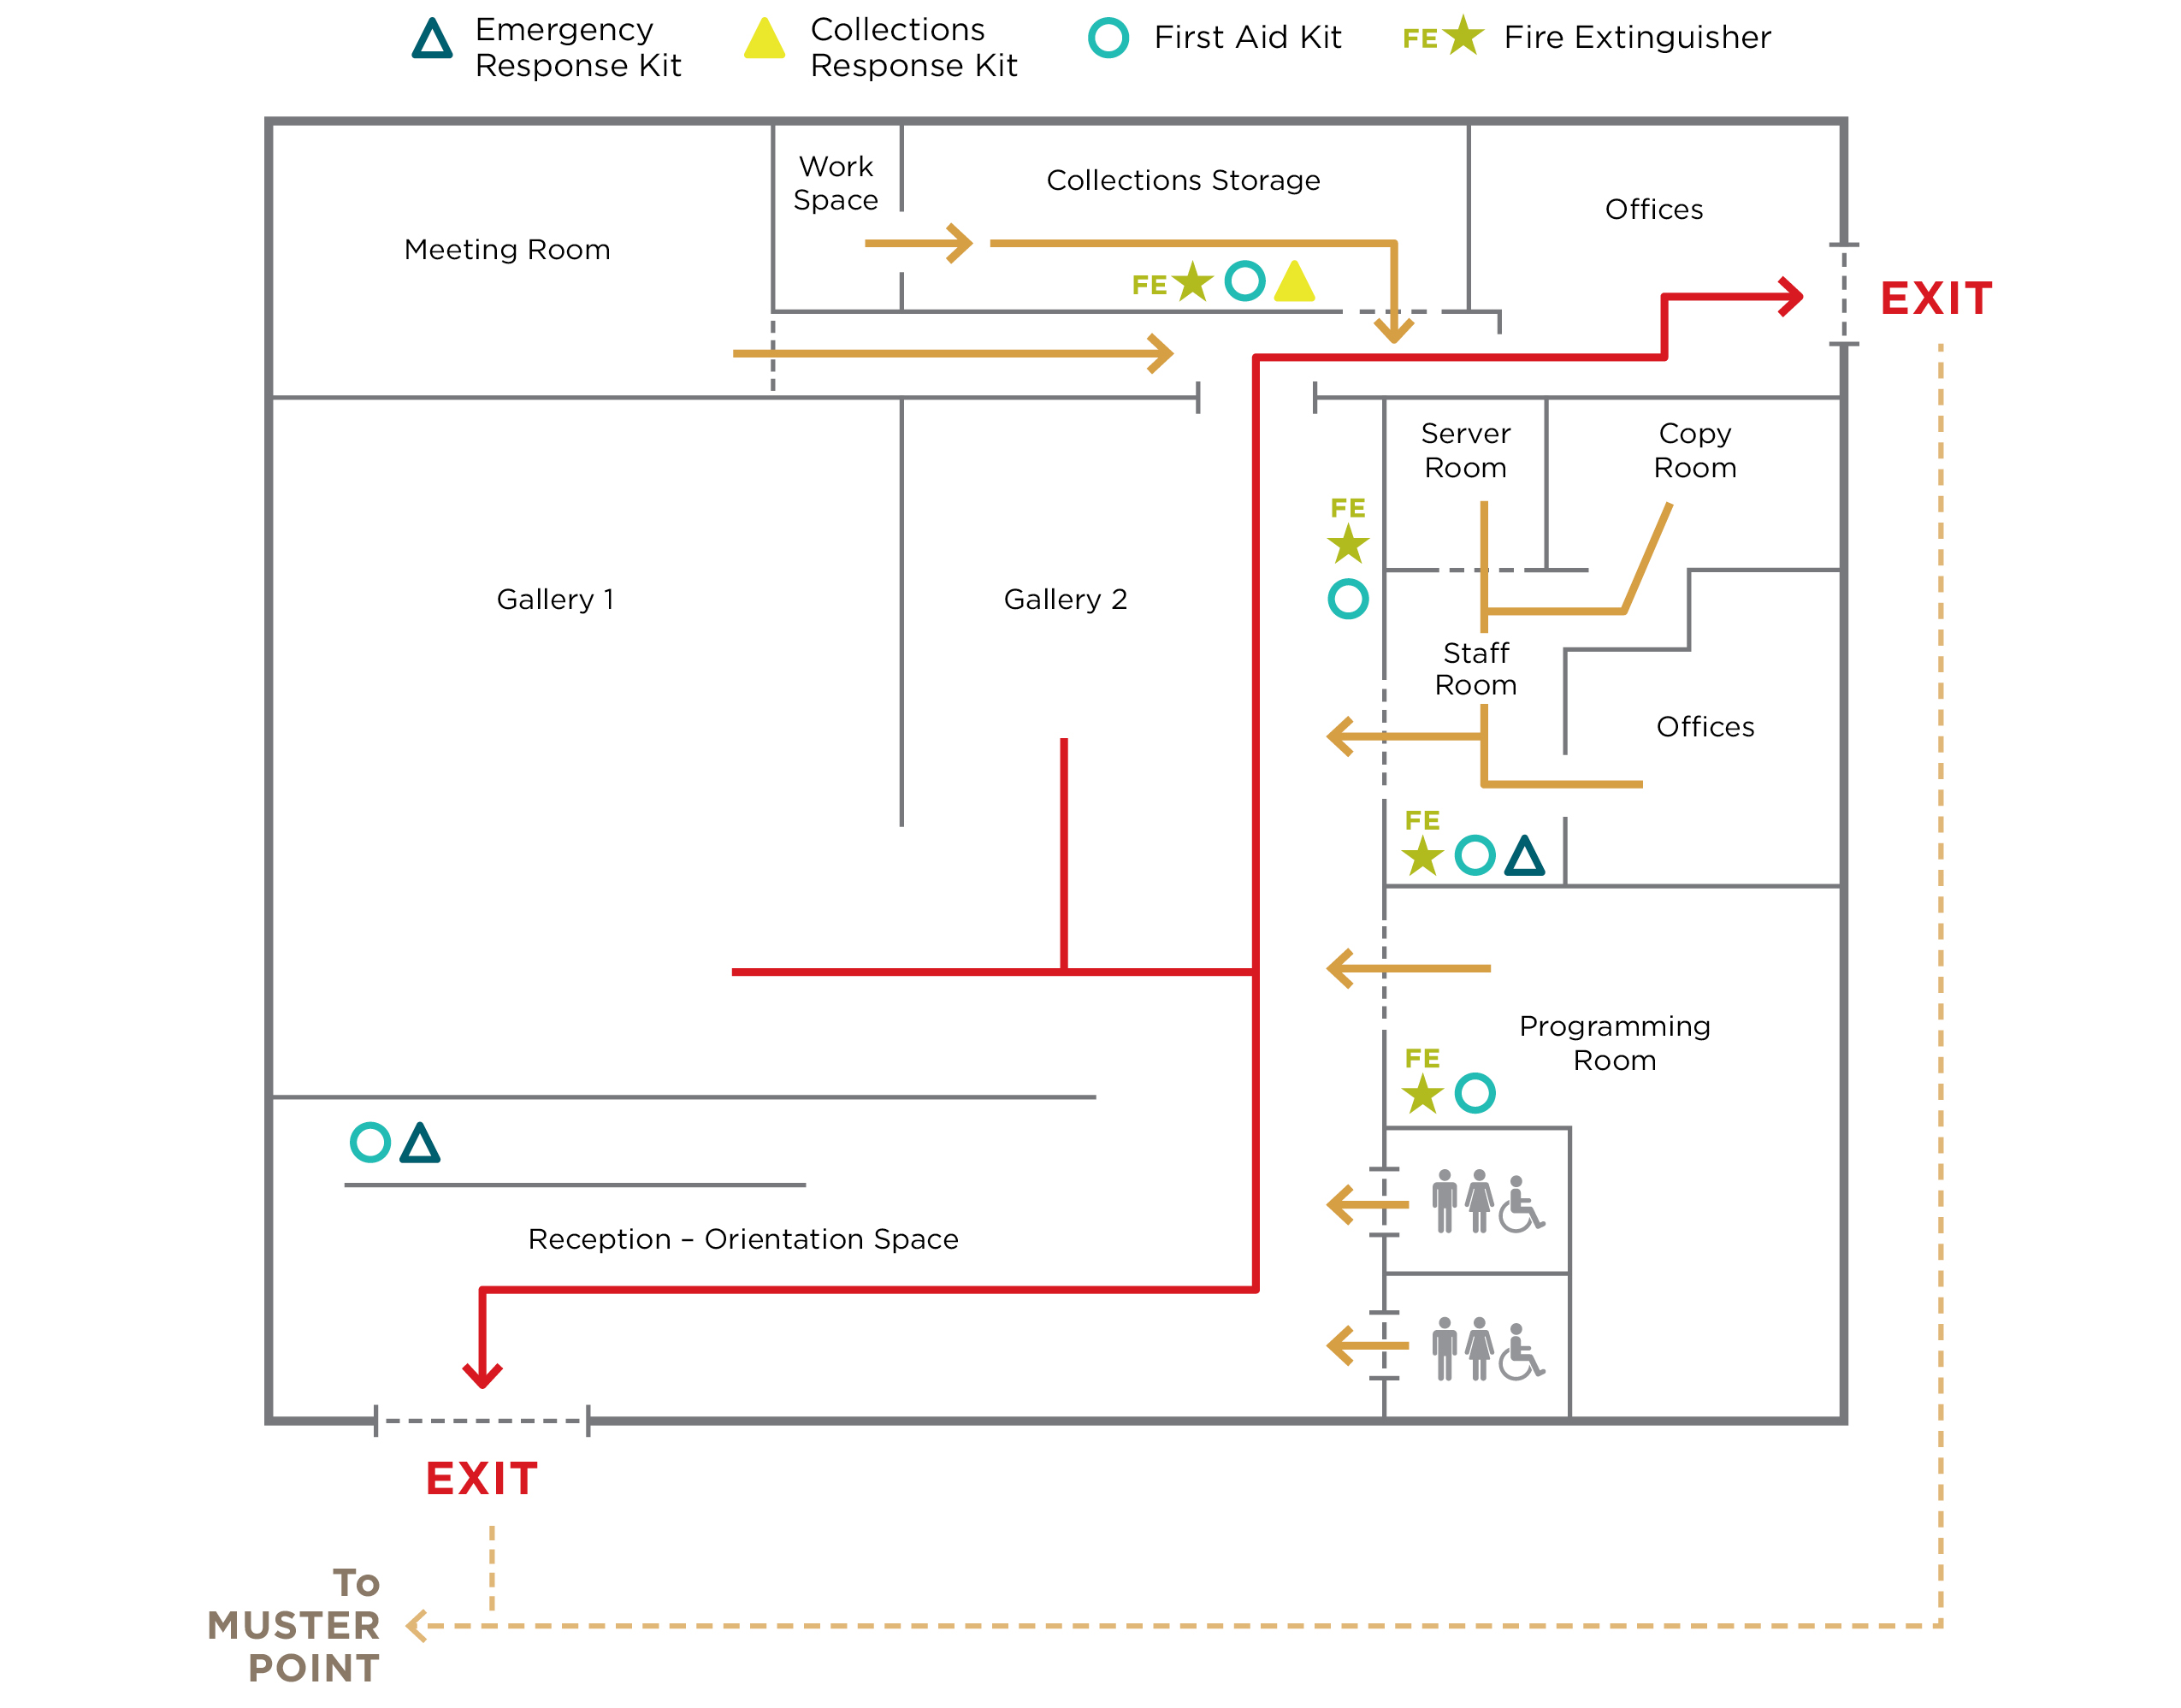 Emergency
Response Kit
Collections
Response Kit
First Aid Kit
FE
Fire Extinguisher
Work
Space
Collections Storage
Offices
Meeting Room
FE
EXIT
Server
Room
Copy
Room
FE
Gallery 1
Gallery 2
Staff
Room
Offices
FE
Programming
Room
FE
Reception – Orientation Space
EXIT
To
MUSTER
POINT